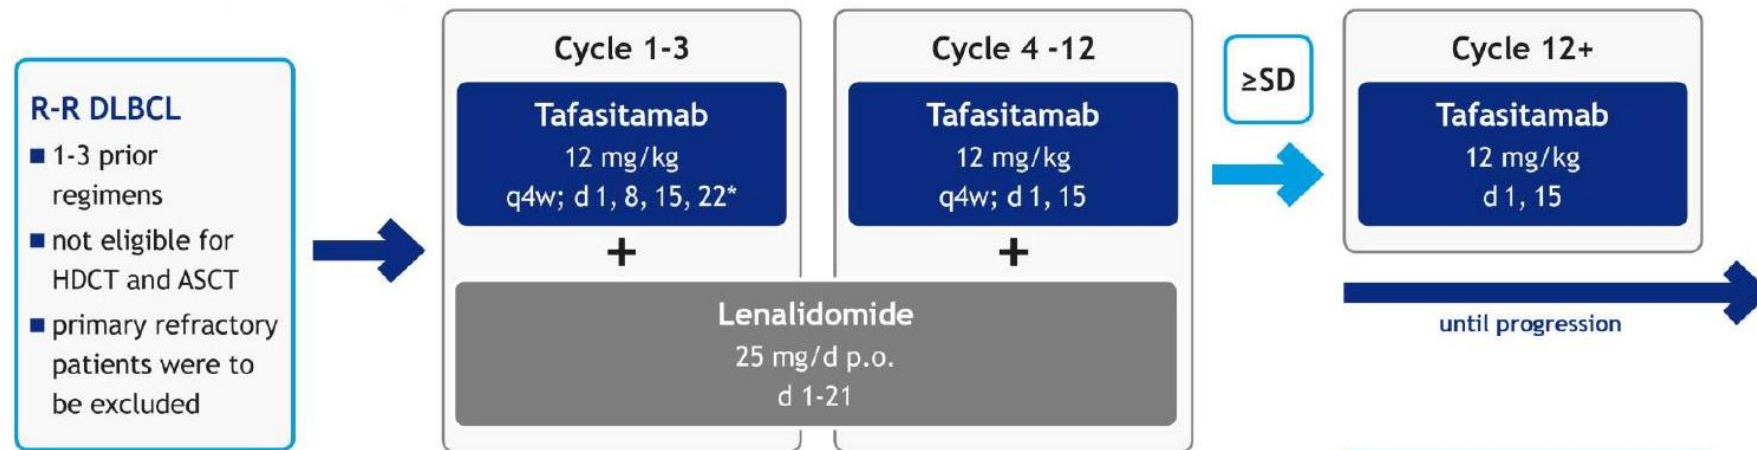 R-R DLBCL
■ 1-3 prior
regimens
■ not eligible for
HDCT and ASCT
■ primary refractory
patients were to
be excluded
Cycle 1-3
Tafasitamab
12 mg/kg
q4w; d 1, 8, 15, 22*
+
Cycle 4 -12
Tafasitamab
12 mg/kg
q4w; d 1, 15
+
Lenalidomide
25 mg/d p.o.
d 1-21
≥SD
Cycle 12+
Tafasitamab
12 mg/kg
d 1, 15
until progression